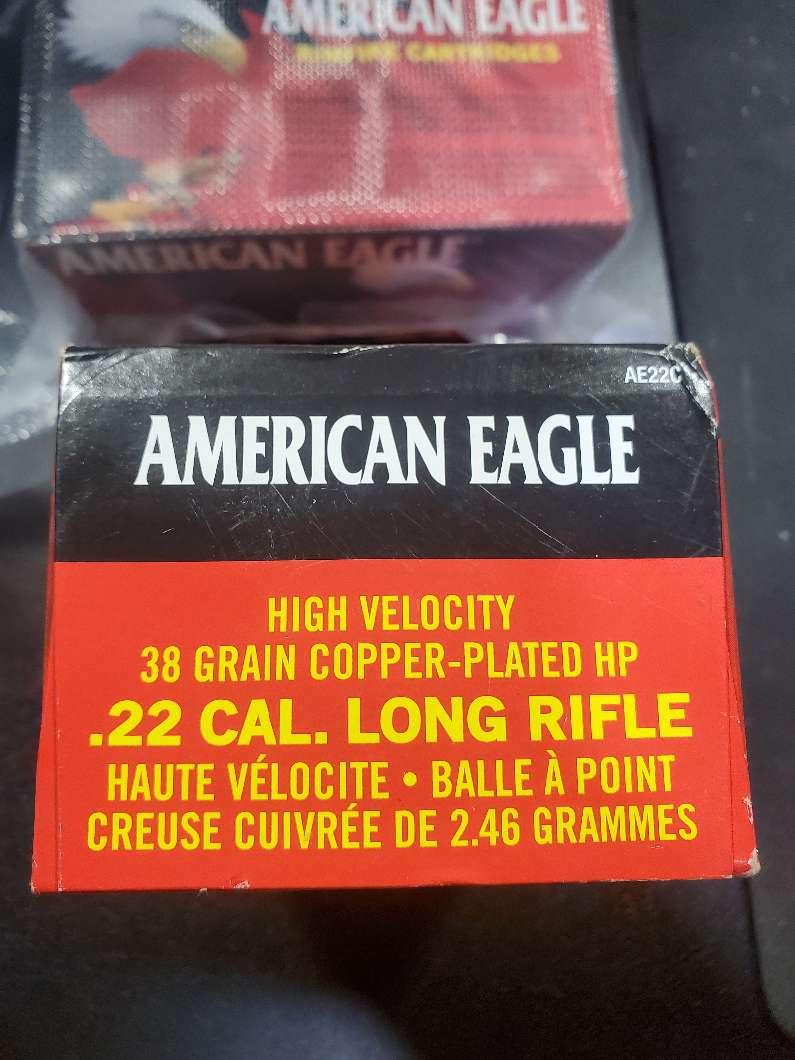 AMERICAN EAGLE
RIMFIRE CARTRIDGES
AMERICAN EAGLE
AE22C
AMERICAN EAGLE
HIGH VELOCITY
38 GRAIN COPPER-PLATED HP
.22 CAL. LONG RIFLE
HAUTE VÉLOCITE • BALLE À POINT
CREUSE CUIVRÉE DE 2.46 GRAMMES